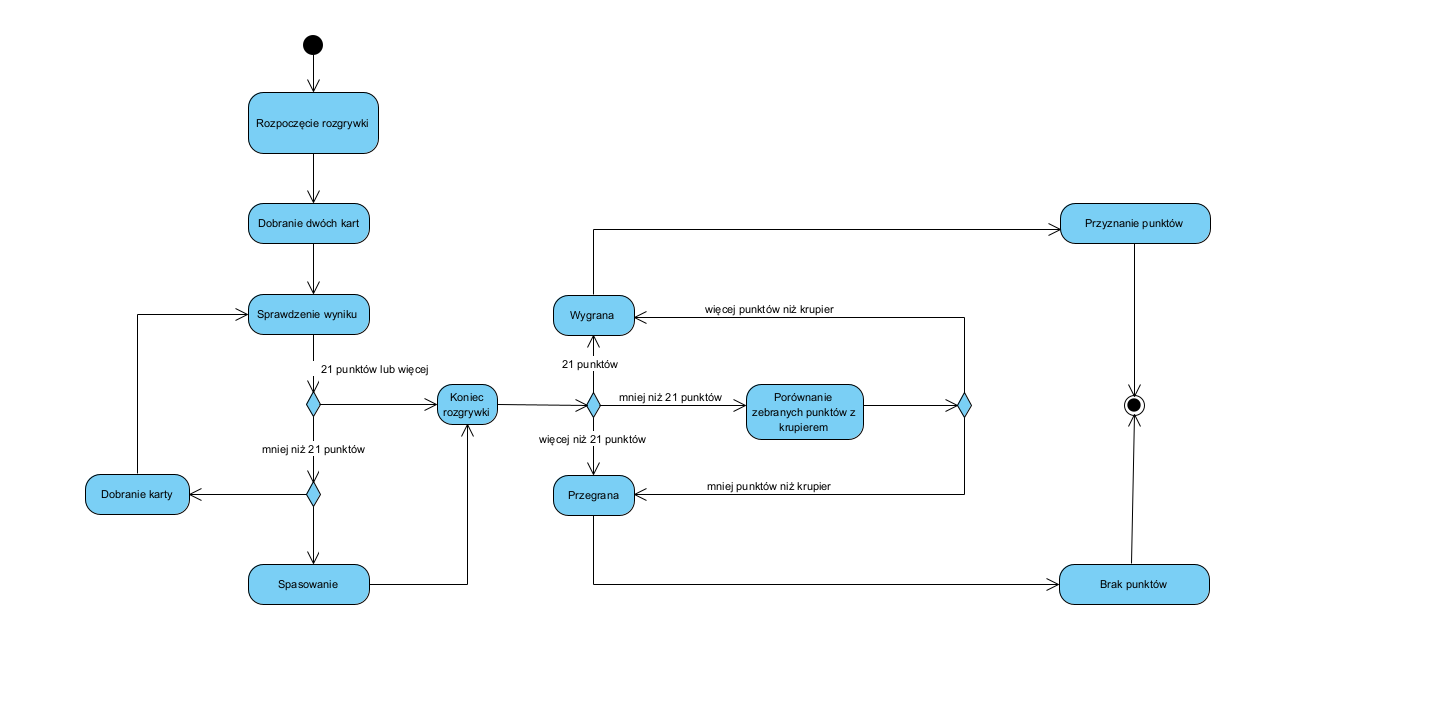 Rozpoczęcie rozgrywki
Dobranie dwóch kart
Przyznanie punktów
Sprawdzenie wyniku
Wygrana
więcej punktów niż krupier
21 punktów lub więcej
21 punktów
Koniec
rozgrywki
mniej niż 21 punktów
Porównanie
zebranych punktów z
krupierem
mniej niż 21 punktów
więcej niż 21 punktów
Dobranie karty
Przegrana
mniej punktów niż krupier
Spasowanie
Brak punktów